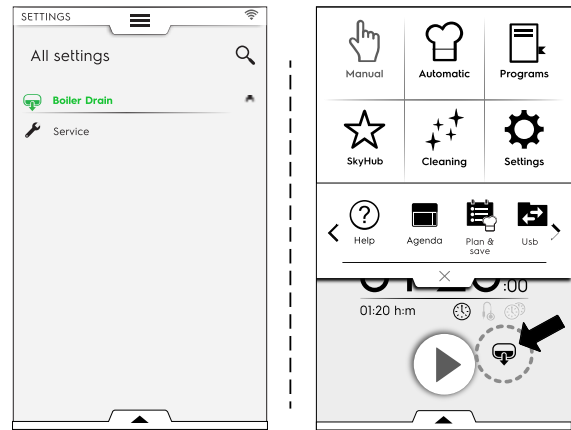 SETTINGS
All settings
Boiler Drain
Service
Manual
Automatic
Programs
SkyHub
Cleaning
Settings
Help
Agenda
Plan &
save
Usb
:00
01:20 h:m